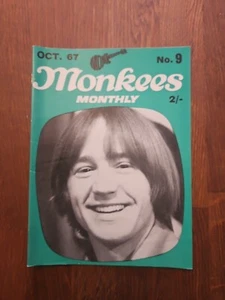 OCT. 67 No. 9
Monkees
MONTHLY
2/-